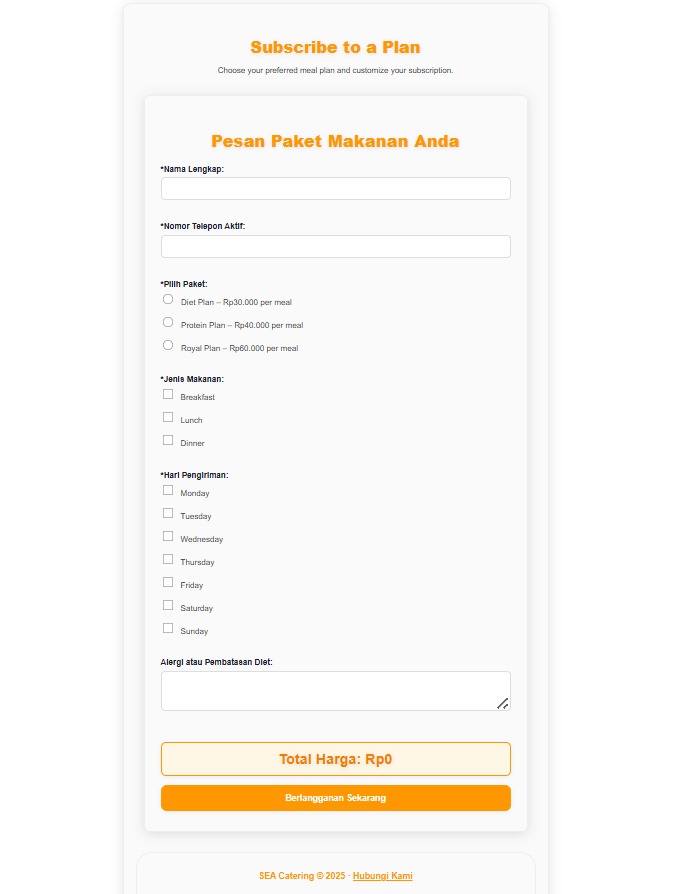 Subscribe to a Plan
Choose your preferred meal plan and customize your subscription.
Pesan Paket Makanan Anda
*Nama Lengkap:
*Nomor Telepon Aktif:
*Pilih Paket:
Diet Plan – Rp30.000 per meal
Protein Plan – Rp40.000 per meal
Royal Plan – Rp60.000 per meal
*Jenis Makanan:
Breakfast
Lunch
Dinner
*Hari Pengiriman:
Monday
Tuesday
Wednesday
Thursday
Friday
Saturday
Sunday
Alergi atau Pembatasan Diet:
Total Harga: Rp0
Berlangganan Sekarang
SEA Catering © 2025 · Hubungi Kami